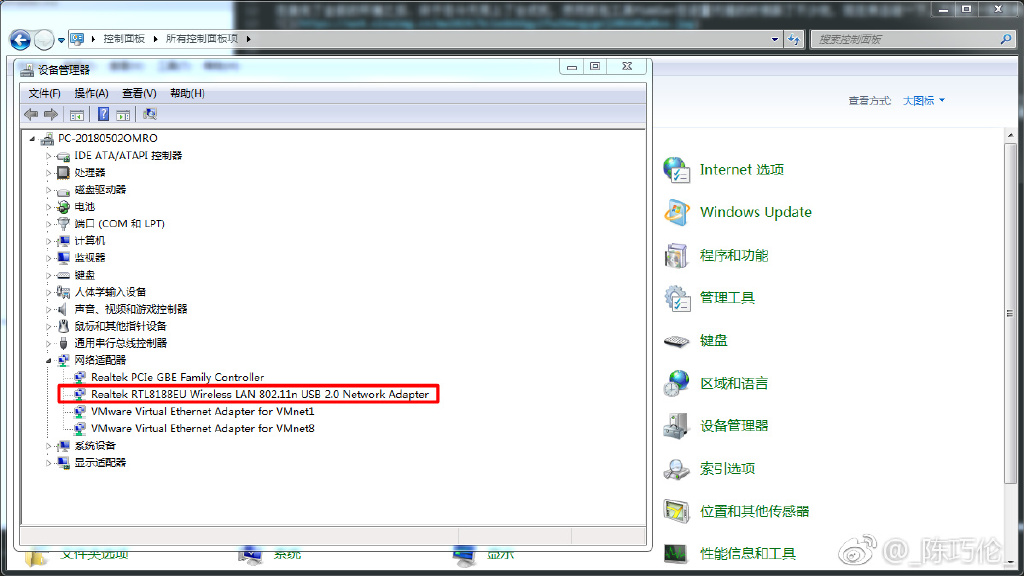 控制面板 ▸ 所有控制面板项 ▸
搜索控制面板
设备管理器
文件(F) 操作(A) 查看(V) 帮助(H)
查看方式: 大图标
PC-20180502OMRO
IDE ATA/ATAPI 控制器
处理器
磁盘驱动器
电池
端口 (COM 和 LPT)
计算机
监视器
键盘
人体学输入设备
声音、视频和游戏控制器
鼠标和其他指针设备
通用串行总线控制器
网络适配器
Realtek PCIe GBE Family Controller
Realtek RTL8188EU Wireless LAN 802.11n USB 2.0 Network Adapter
VMware Virtual Ethernet Adapter for VMnet1
VMware Virtual Ethernet Adapter for VMnet8
系统设备
显示适配器
Internet 选项
Windows Update
程序和功能
管理工具
键盘
区域和语言
设备管理器
索引选项
位置和其他传感器
文件夹选项
系统
显示
性能信息和工具
@_陈巧伦_